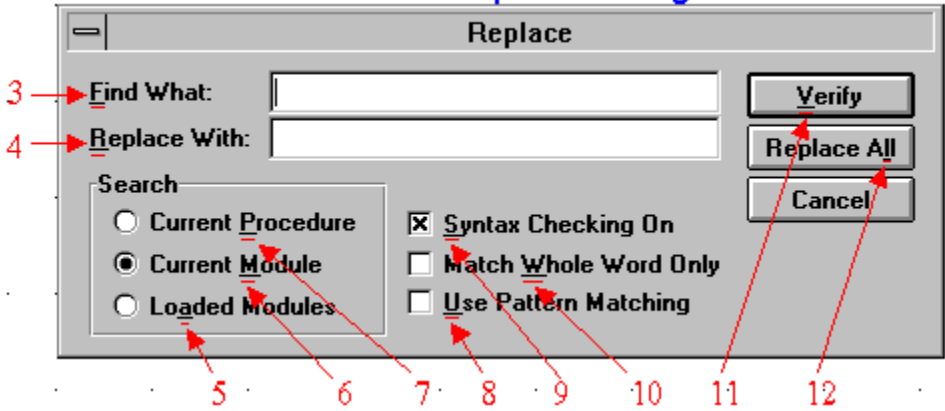 Replace
3 Find What: Verify
4 Replace With: Replace All
Search Cancel
Current Procedure Syntax Checking On
Current Module Match Whole Word Only
Loaded Modules Use Pattern Matching
5 6 7 8 9 10 11 12